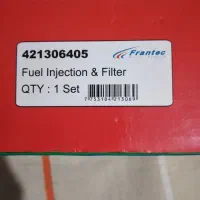 421306405
Frantec
Fuel Injection & Filter
QTY : 1 Set